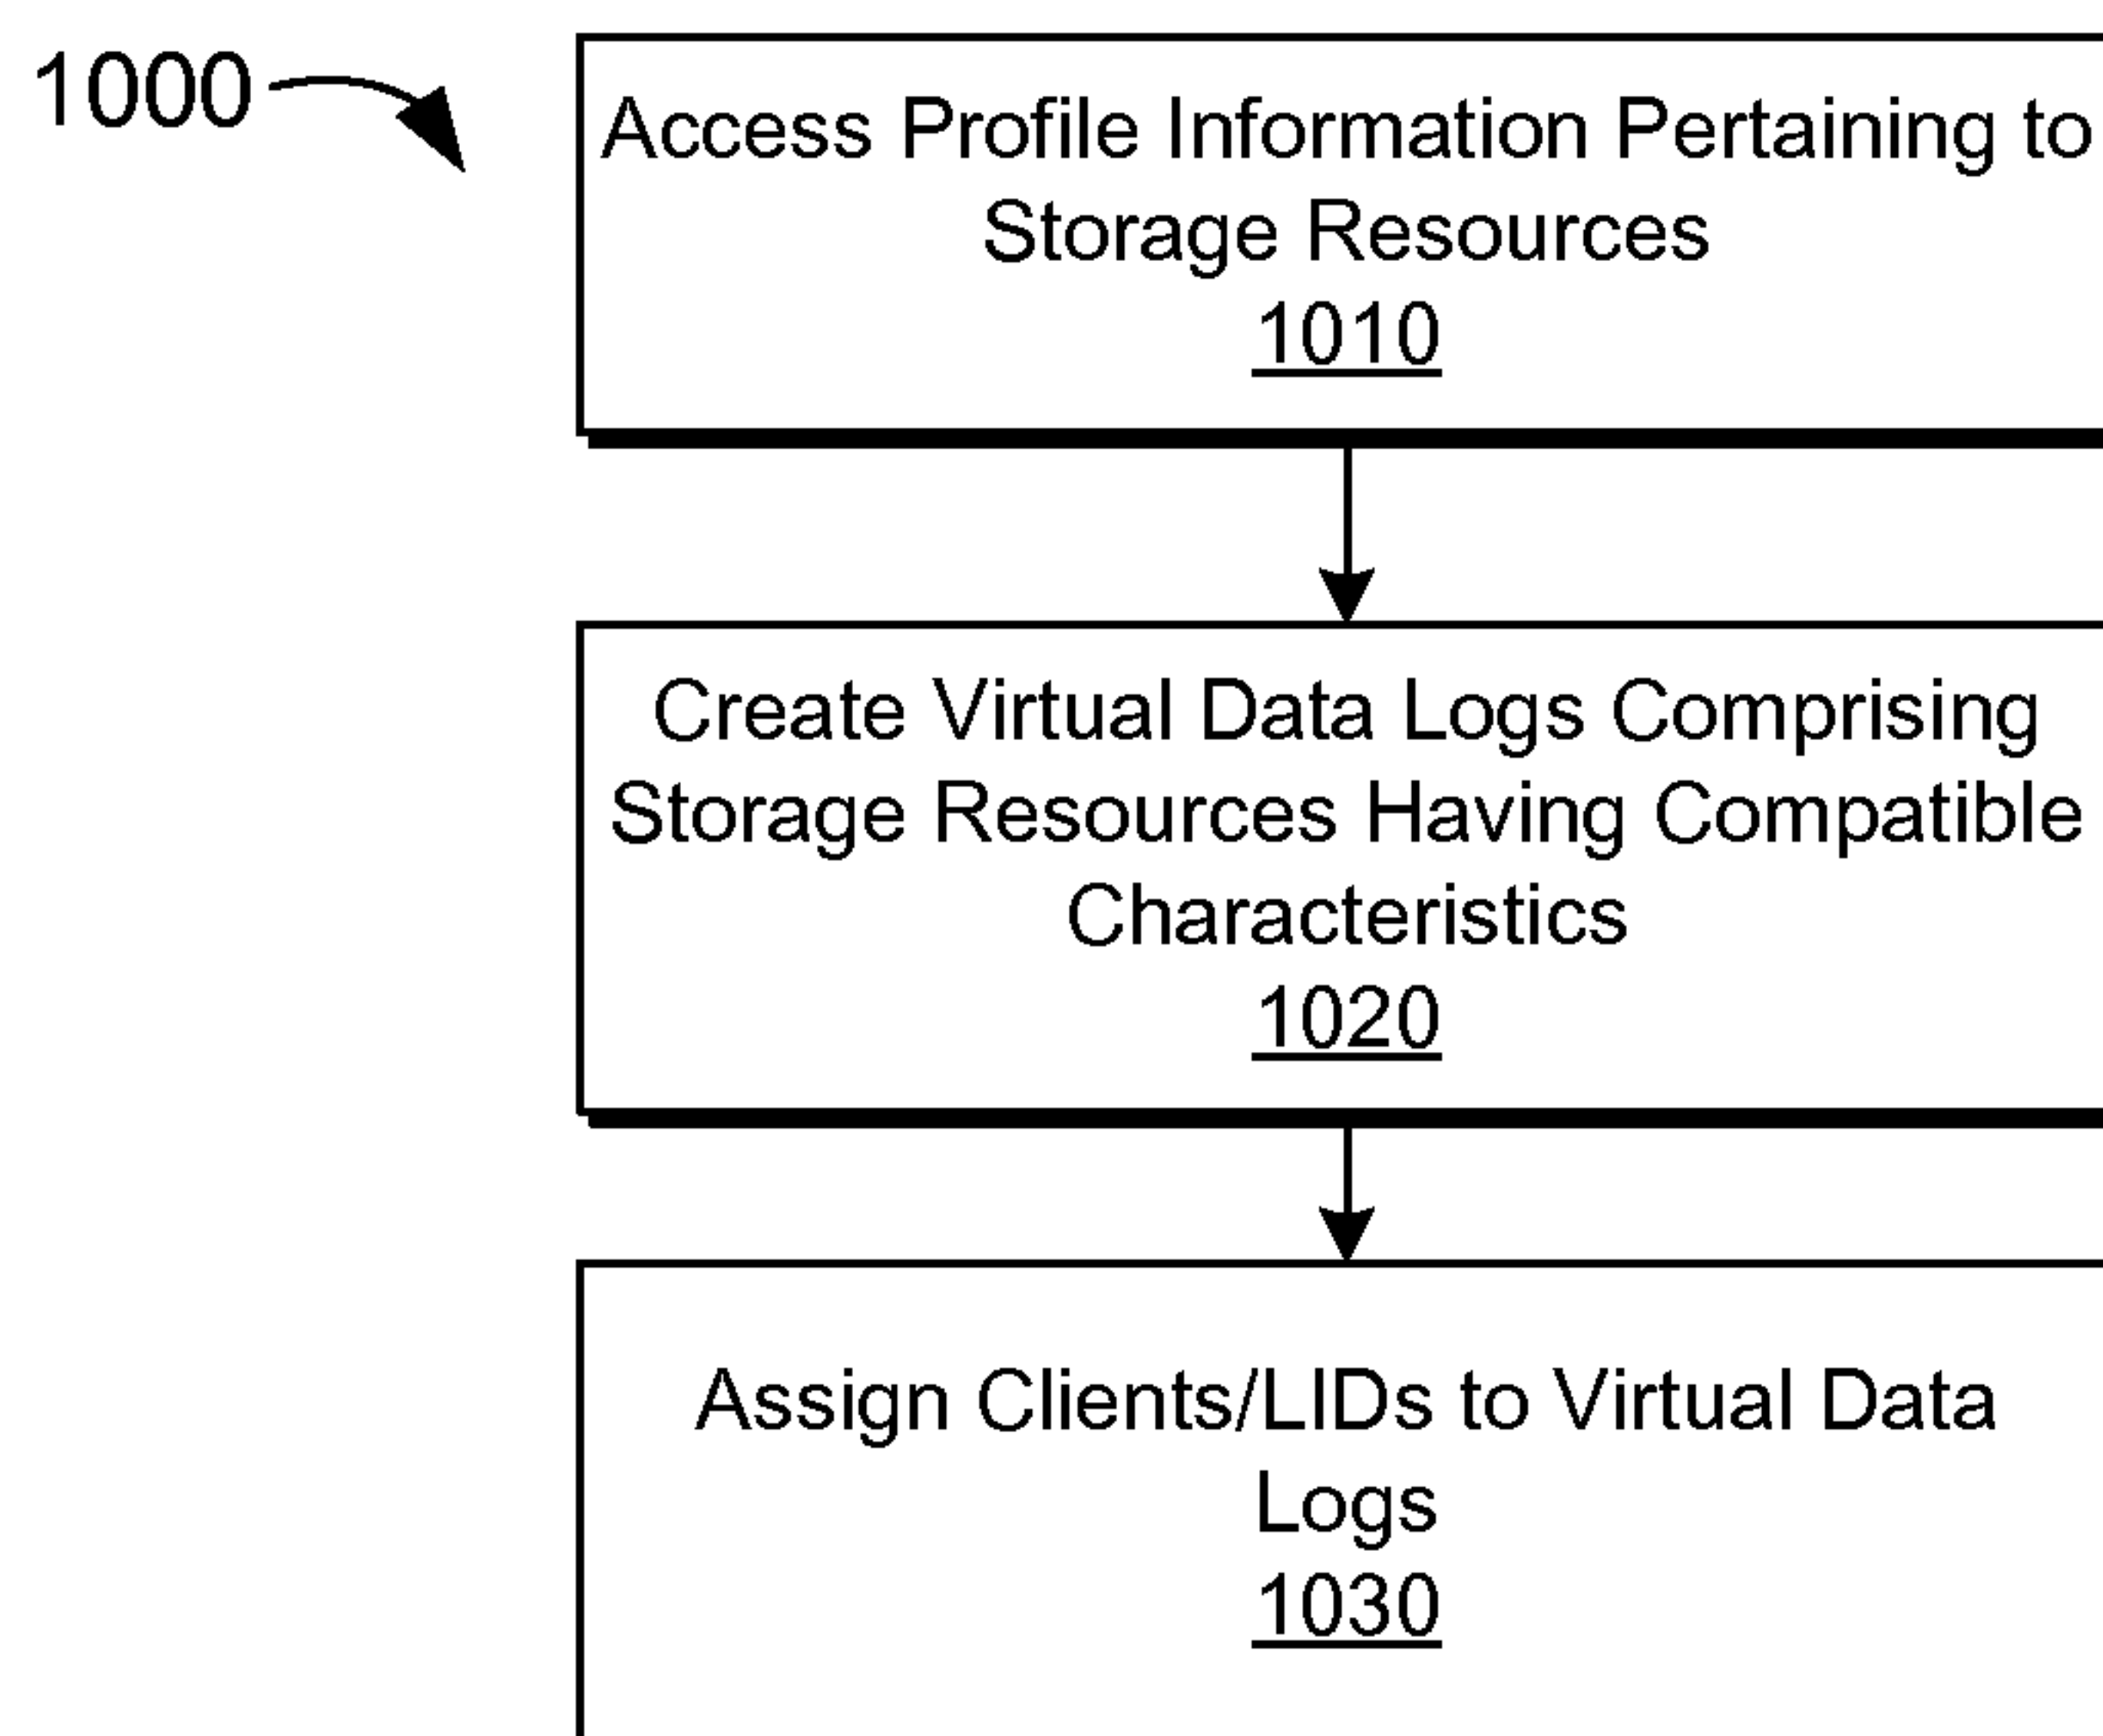 1000
Access Profile Information Pertaining to
Storage Resources
1010
Create Virtual Data Logs Comprising
Storage Resources Having Compatible
Characteristics
1020
Assign Clients/LIDs to Virtual Data
Logs
1030